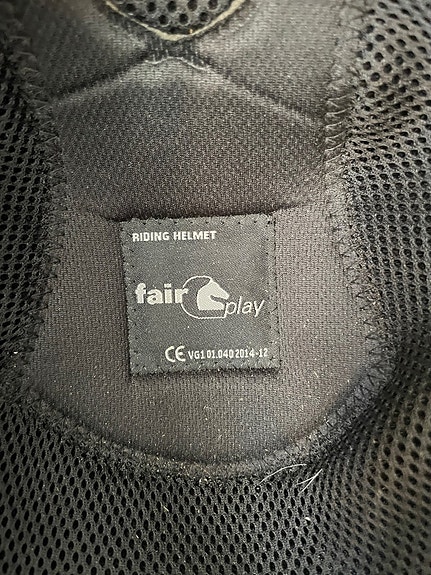 RIDING HELMET
fair play
CE VG1 01.040 2014-12